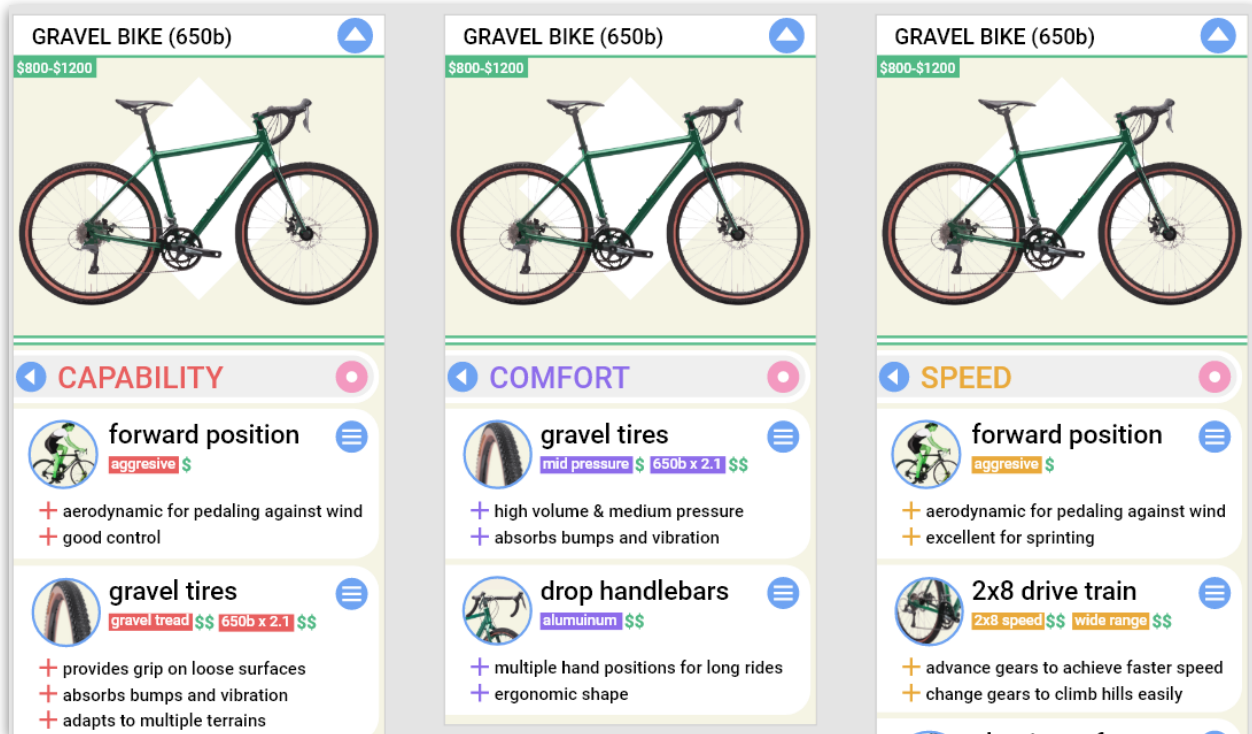 GRAVEL BIKE (650b)
$800-$1200
CAPABILITY
forward position
aggresive $
aerodynamic for pedaling against wind
good control
gravel tires
gravel tread $$ 650b x 2.1 $$
provides grip on loose surfaces
absorbs bumps and vibration
adapts to multiple terrains
GRAVEL BIKE (650b)
$800-$1200
COMFORT
gravel tires
mid pressure $ 650b x 2.1 $$
high volume & medium pressure
absorbs bumps and vibration
drop handlebars
alumuinum $$
multiple hand positions for long rides
ergonomic shape
GRAVEL BIKE (650b)
$800-$1200
SPEED
forward position
aggresive $
aerodynamic for pedaling against wind
excellent for sprinting
2x8 drive train
2x8 speed $$ wide range $$
advance gears to achieve faster speed
change gears to climb hills easily